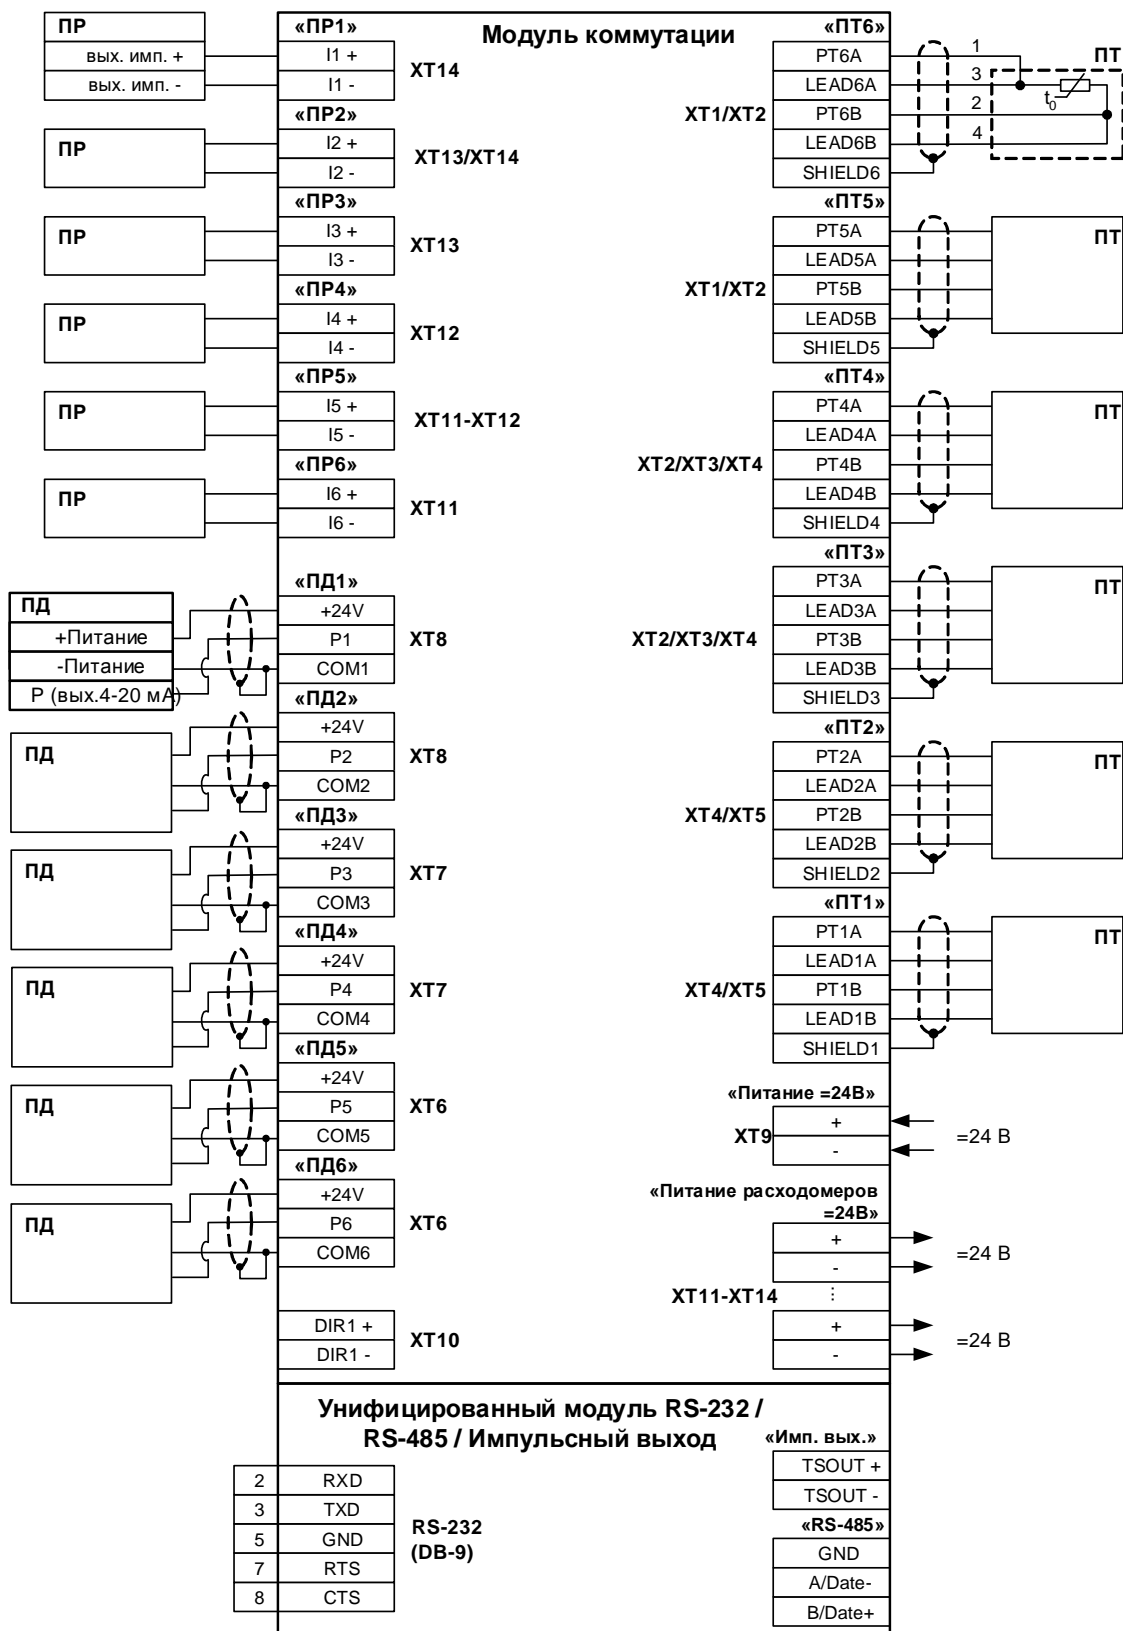 Модуль коммутации
ПР
вых. имп. +
вых. имп. -
«ПР1»
I1 +
I1 -
XT14
ПР
«ПР2»
I2 +
I2 -
XT13/XT14
ПР
«ПР3»
I3 +
I3 -
XT13
ПР
«ПР4»
I4 +
I4 -
XT12
ПР
«ПР5»
I5 +
I5 -
XT11-XT12
ПР
«ПР6»
I6 +
I6 -
XT11
ПД
+Питание
-Питание
P (вых.4-20 мА)
«ПД1»
+24V
P1
COM1
XT8
ПД
«ПД2»
+24V
P2
COM2
XT8
ПД
«ПД3»
+24V
P3
COM3
XT7
ПД
«ПД4»
+24V
P4
COM4
XT7
ПД
«ПД5»
+24V
P5
COM5
XT6
ПД
«ПД6»
+24V
P6
COM6
XT6
DIR1 +
DIR1 -
XT10
«ПТ6»
PT6A
LEAD6A
PT6B
LEAD6B
SHIELD6
XT1/XT2
1
3
2
4
t0
ПТ
«ПТ5»
PT5A
LEAD5A
PT5B
LEAD5B
SHIELD5
XT1/XT2
ПТ
«ПТ4»
PT4A
LEAD4A
PT4B
LEAD4B
SHIELD4
XT2/XT3/XT4
ПТ
«ПТ3»
PT3A
LEAD3A
PT3B
LEAD3B
SHIELD3
XT2/XT3/XT4
ПТ
«ПТ2»
PT2A
LEAD2A
PT2B
LEAD2B
SHIELD2
XT4/XT5
ПТ
«ПТ1»
PT1A
LEAD1A
PT1B
LEAD1B
SHIELD1
XT4/XT5
ПТ
«Питание =24В»
XT9
+
-
=24 В
«Питание расходомеров
=24В»
+
-
=24 В
XT11-XT14
+
-
=24 В
Унифицированный модуль RS-232 /
RS-485 / Импульсный выход
2 RXD
3 TXD
5 GND
7 RTS
8 CTS
RS-232
(DB-9)
«Имп. вых.»
TSOUT +
TSOUT -
«RS-485»
GND
A/Date-
B/Date+